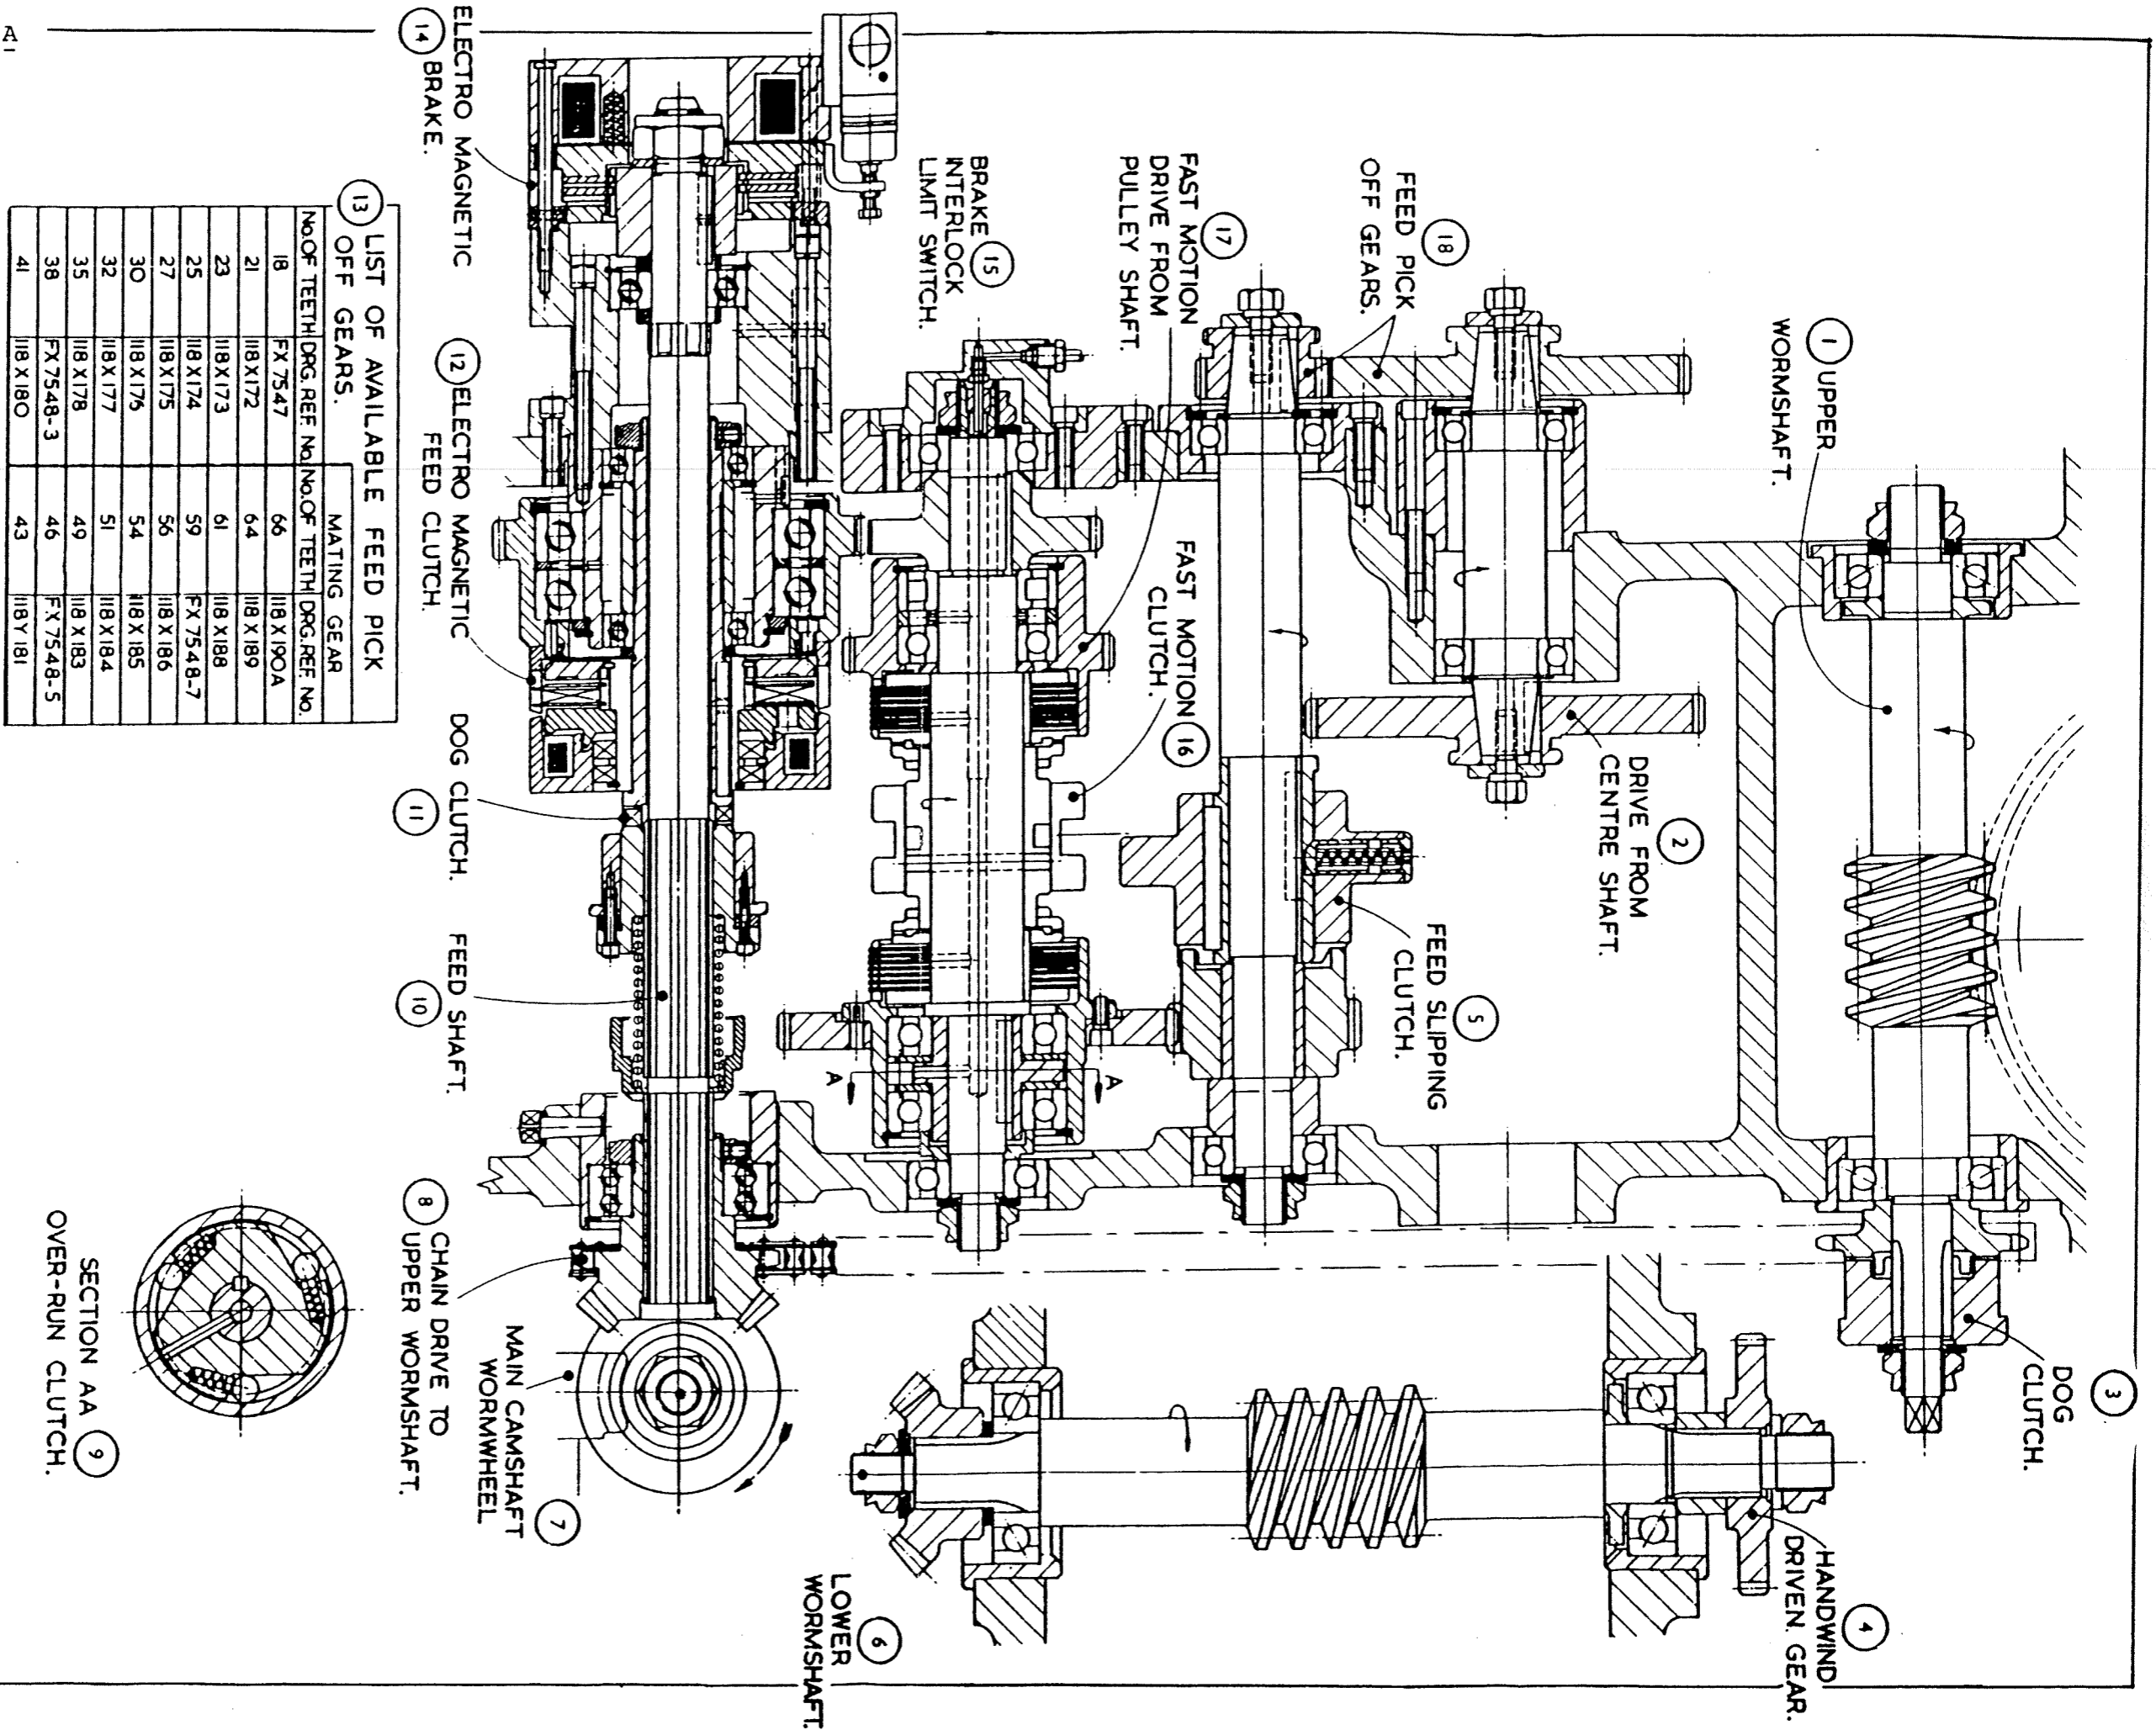 1 UPPER
WORMSHAFT.
2
DRIVE FROM
CENTRE SHAFT.
3
DOG
CLUTCH.
4
HANDWIND
DRIVEN. GEAR.
18
FEED PICK
OFF GEARS.
5
FEED SLIPPING
CLUTCH.
17
FAST MOTION
DRIVE FROM
PULLEY SHAFT.
FAST MOTION 16
CLUTCH.
15
BRAKE
INTERLOCK
LIMIT SWITCH.
A
A
6
LOWER
WORMSHAFT.
ELECTRO MAGNETIC
14 BRAKE.
12 ELECTRO MAGNETIC
FEED CLUTCH.
DOG CLUTCH.
11
FEED SHAFT.
10
8 CHAIN DRIVE TO
UPPER WORMSHAFT.
MAIN CAMSHAFT
WORMWHEEL
7
13 LIST OF AVAILABLE FEED PICK
OFF GEARS.
MATING GEAR
No.OF TEETH DRG.REF. No. No.OF TEETH DRG.REF. No.
18 FX 7547 66 118 X 190A
21 118 X 172 64 118 X 189
23 118 X 173 61 118 X 188
25 118 X 174 59 FX 7548-7
27 118 X 175 56 118 X 186
30 118 X 176 54 118 X 185
32 118 X 177 51 118 X 184
35 118 X 178 49 118 X 183
38 FX 7548-3 46 FX 7548-5
41 118 X 180 43 118 Y 181
SECTION AA 9
OVER-RUN CLUTCH.
A